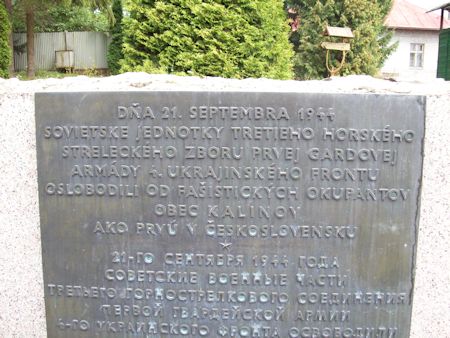 DŇA 21. SEPTEMBRA 1944
SOVIETSKE JEDNOTKY TRETIEHO HORSKÉHO
STRELECKÉHO ZBORU PRVEJ GARDOVEJ
ARMÁDY 4. UKRAJINSKÉHO FRONTU
OSLOBODILI OD FAŠISTICKÝCH OKUPANTOV
OBEC KALINOV
AKO PRVÚ V ČESKOSLOVENSKU
21-ГО СЕНТЯБРЯ 1944 ГОДА
СОВЕТСКИЕ ВОЕННЫЕ ЧАСТИ
ТРЕТЬЕГО ГОРНОСТРЕЛКОВОГО СОЕДИНЕНИЯ
ПЕРВОЙ ГВАРДЕЙСКОЙ АРМИИ
4-ГО УКРАИНСКОГО ФРОНТА ОСВОБОДИЛИ